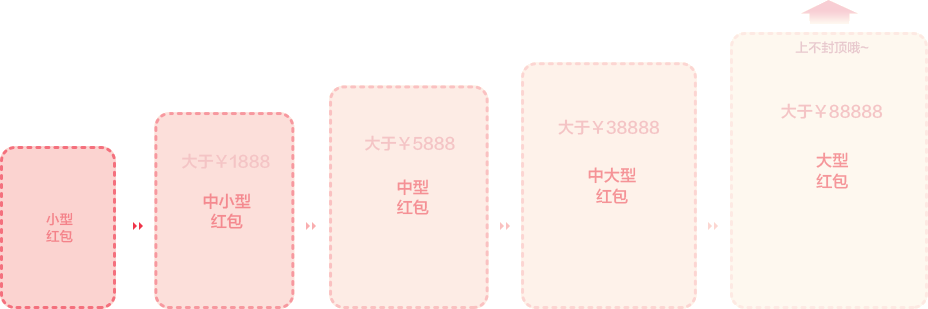 小型
红包
大于￥1888
中小型
红包
大于￥5888
中型
红包
大于￥38888
中大型
红包
上不封顶哦~
大于￥88888
大型
红包